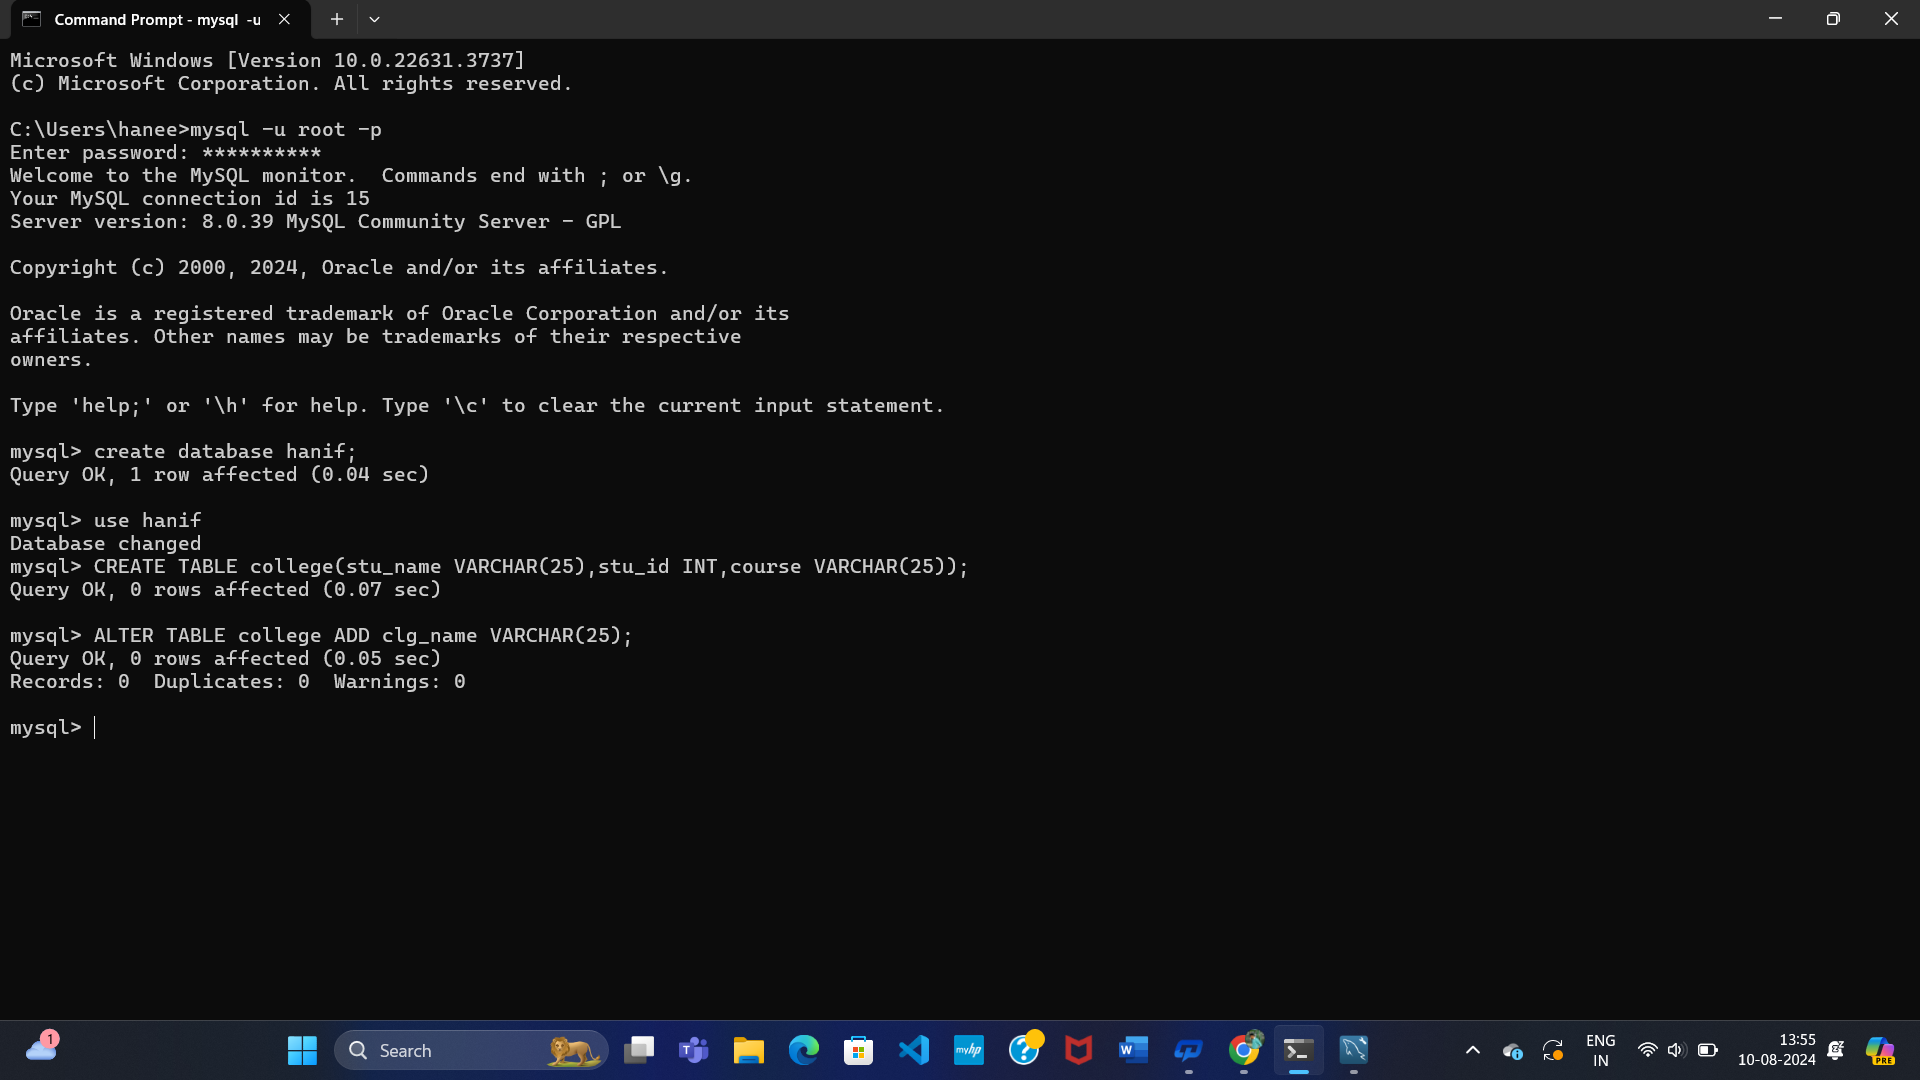 Command Prompt - mysql  -u
Microsoft Windows [Version 10.0.22631.3737]
(c) Microsoft Corporation. All rights reserved.
C:\Users\hanee>mysql -u root -p
Enter password: **********
Welcome to the MySQL monitor.  Commands end with ; or \g.
Your MySQL connection id is 15
Server version: 8.0.39 MySQL Community Server - GPL
Copyright (c) 2000, 2024, Oracle and/or its affiliates.
Oracle is a registered trademark of Oracle Corporation and/or its
affiliates. Other names may be trademarks of their respective
owners.
Type 'help;' or '\h' for help. Type '\c' to clear the current input statement.
mysql> create database hanif;
Query OK, 1 row affected (0.04 sec)
mysql> use hanif
Database changed
mysql> CREATE TABLE college(stu_name VARCHAR(25),stu_id INT,course VARCHAR(25));
Query OK, 0 rows affected (0.07 sec)
mysql> ALTER TABLE college ADD clg_name VARCHAR(25);
Query OK, 0 rows affected (0.05 sec)
Records: 0  Duplicates: 0  Warnings: 0
mysql>
1
Search
myhp
ENG
IN
13:55
10-08-2024
PRE